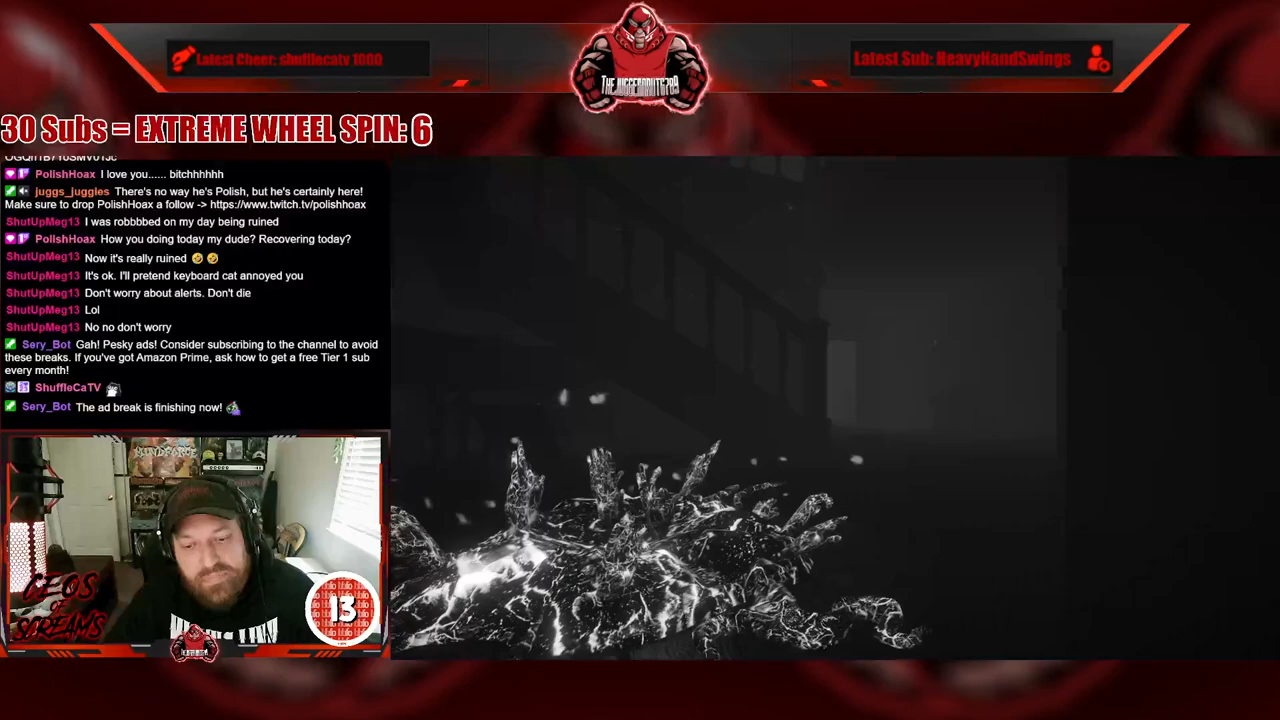 Latest Cheer: shufflecatv 1000
THEJUGGERNAUT6789
Latest Sub: HeavyHandSwings
30 Subs = EXTREME WHEEL SPIN: 6
PolishHoax I love you...... bitchhhhhh
juggs_juggies There's no way he's Polish, but he's certainly here!
Make sure to drop PolishHoax a follow -> https://www.twitch.tv/polishhoax
ShutUpMeg13 I was robbbbed on my day being ruined
PolishHoax How you doing today my dude? Recovering today?
ShutUpMeg13 Now it's really ruined 🤣 🤣
ShutUpMeg13 It's ok. I'll pretend keyboard cat annoyed you
ShutUpMeg13 Don't worry about alerts. Don't die
ShutUpMeg13 Lol
ShutUpMeg13 No no don't worry
Sery_Bot Gah! Pesky ads! Consider subscribing to the channel to avoid
these breaks. If you've got Amazon Prime, ask how to get a free Tier 1 sub
every month!
ShuffleCaTV
Sery_Bot The ad break is finishing now!
MINDFORCE
CEOS
OF
SCREAMS
13